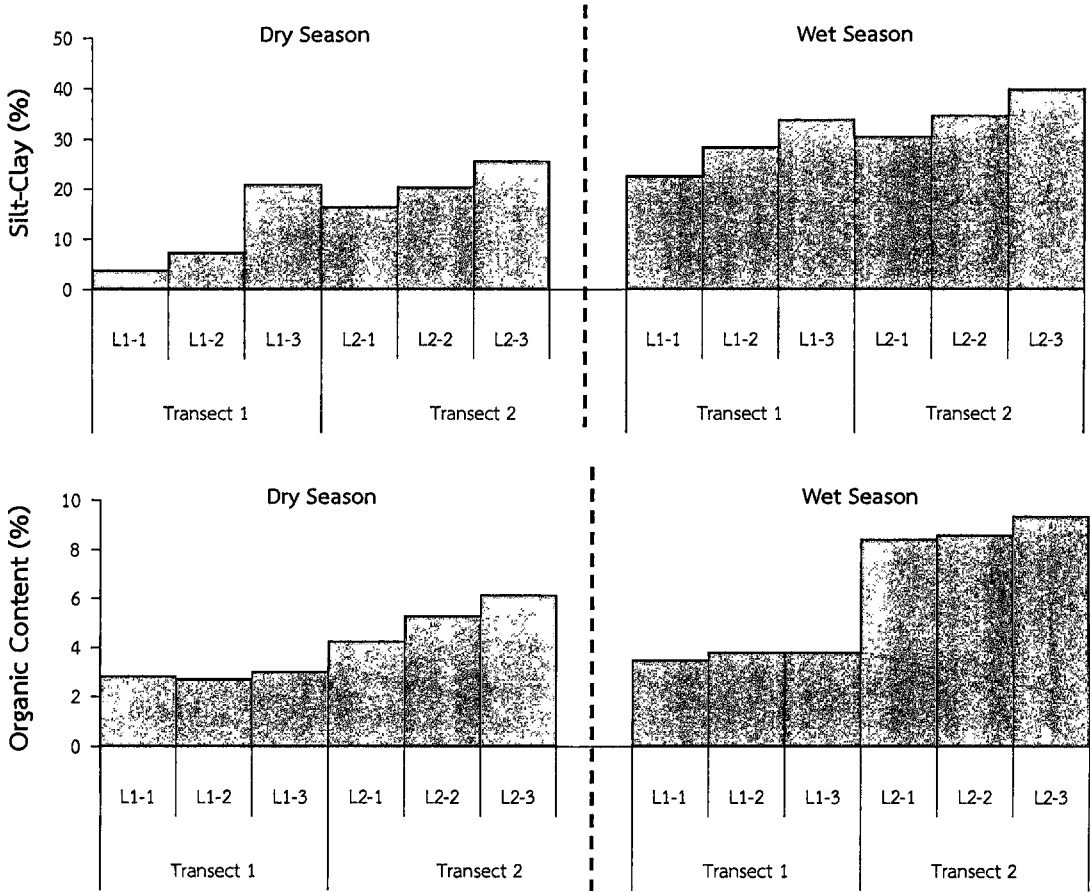 Dry Season
Wet Season
Silt-Clay (%)
50
40
30
20
10
0
L1-1 L1-2 L1-3 L2-1 L2-2 L2-3
L1-1 L1-2 L1-3 L2-1 L2-2 L2-3
Transect 1 Transect 2
Transect 1 Transect 2
Dry Season
Wet Season
Organic Content (%)
10
8
6
4
2
0
L1-1 L1-2 L1-3 L2-1 L2-2 L2-3
L1-1 L1-2 L1-3 L2-1 L2-2 L2-3
Transect 1 Transect 2
Transect 1 Transect 2